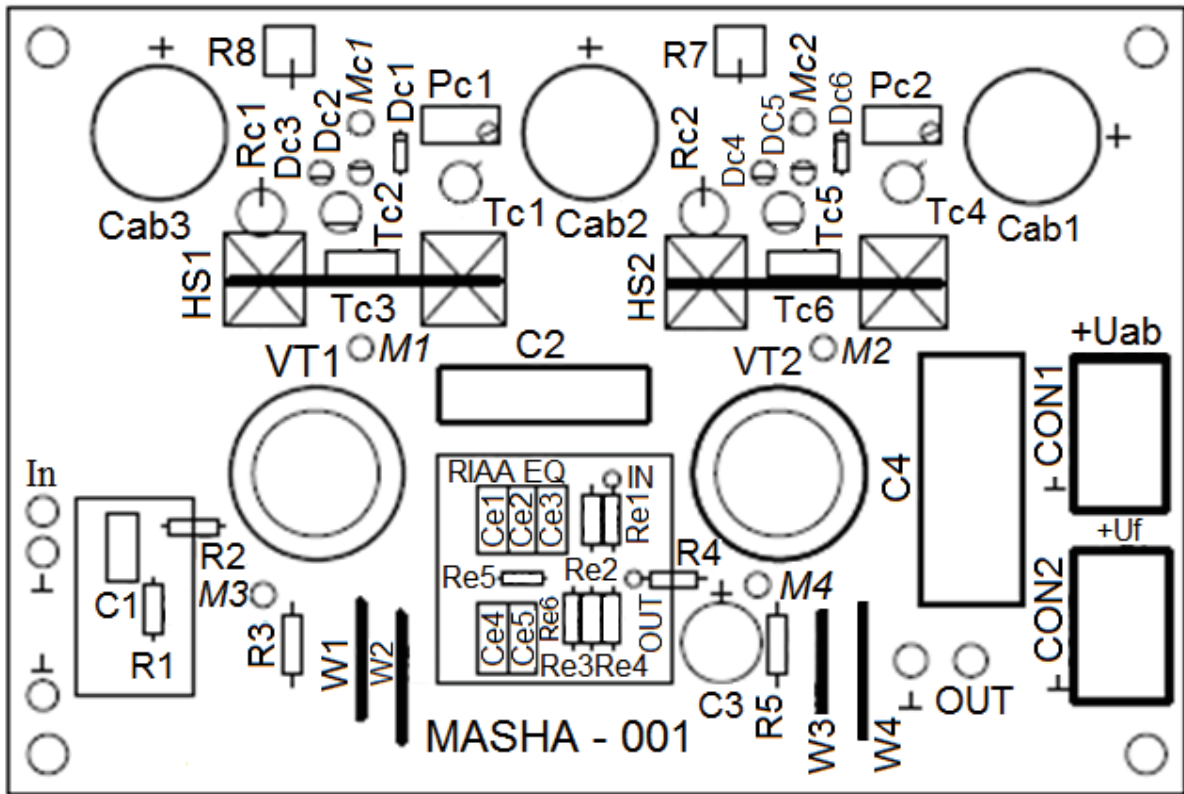 R8
Mc1
R7
Mc2
+
+
+
Rc1
Dc3
Dc2
Dc1
Pc1
Rc2
Dc4
DC5
Dc6
Pc2
Cab3
Tc2
Tc1
Cab2
Tc5
Tc4
Cab1
HS1
Tc3
HS2
Tc6
M1
M2
VT1
C2
VT2
+Uab
CON1
⊥
C4
In
RIAA EQ
IN
Ce1
Ce2
Ce3
Re1
+Uf
R2
⊥
Re5
Re2
R4
M3
C1
+
M4
CON2
⊥
R1
R3
W1
W2
Ce4
Ce5
Re6
Re3
Re4
OUT
⊥
C3
R5
W3
W4
⊥
OUT
MASHA - 001